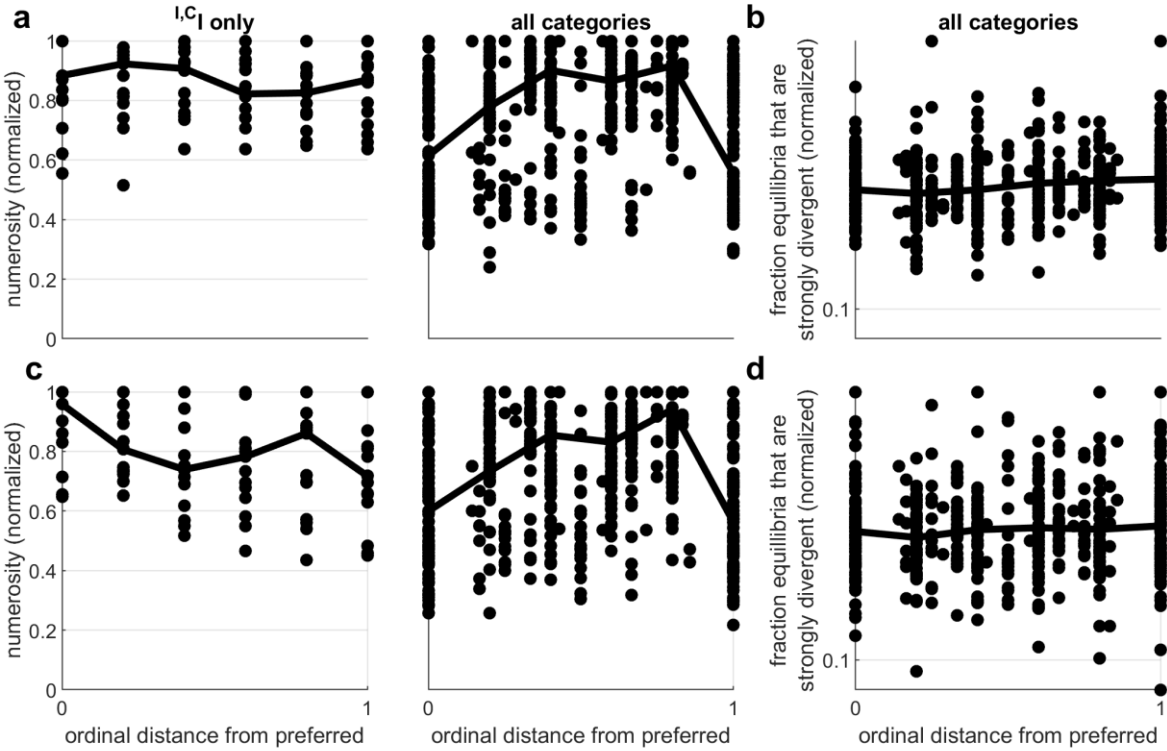 a
I,C I only
all categories
b
all categories
numerosity (normalized)
1
0.8
0.6
0.4
0.2
0
fraction equillibria that are
strongly divergent (normalized)
0.1
c
d
numerosity (normalized)
1
0.8
0.6
0.4
0.2
0
fraction equillibria that are
strongly divergent (normalized)
0.1
0
1
0
1
0
1
ordinal distance from preferred
ordinal distance from preferred
ordinal distance from preferred